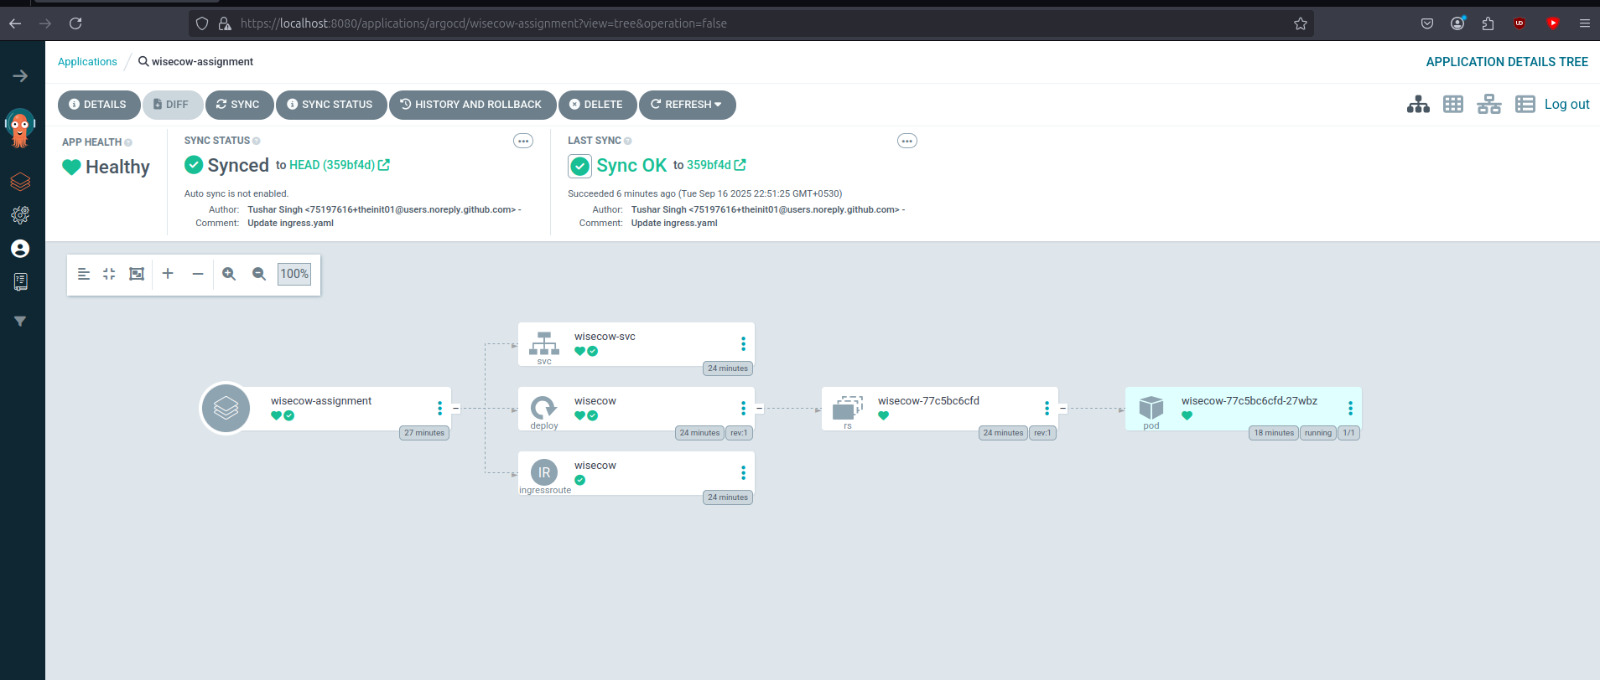 https://localhost:8080/applications/argocd/wisecow-assignment?view=tree&operation=false
Applications / wisecow-assignment
APPLICATION DETAILS TREE
DETAILS DIFF SYNC SYNC STATUS HISTORY AND ROLLBACK DELETE REFRESH
Log out
APP HEALTH
Healthy
SYNC STATUS
Synced to HEAD (359bf4d)
Auto sync is not enabled.
Author: Tushar Singh <75197616+theinit01@users.noreply.github.com> -
Comment: Update ingress.yaml
LAST SYNC
Sync OK to 359bf4d
Succeeded 6 minutes ago (Tue Sep 16 2025 22:51:25 GMT+0530)
Author: Tushar Singh <75197616+theinit01@users.noreply.github.com> -
Comment: Update ingress.yaml
100%
wisecow-assignment
27 minutes
wisecow-svc
svc
24 minutes
wisecow
deploy
24 minutes rev:1
wisecow
IR
ingressroute
24 minutes
wisecow-77c5bc6cfd
rs
24 minutes rev:1
wisecow-77c5bc6cfd-27wbz
pod
18 minutes running 1/1